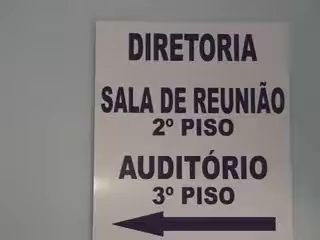 DIRETORIA
SALA DE REUNIÃO
2º PISO
AUDITÓRIO
3º PISO